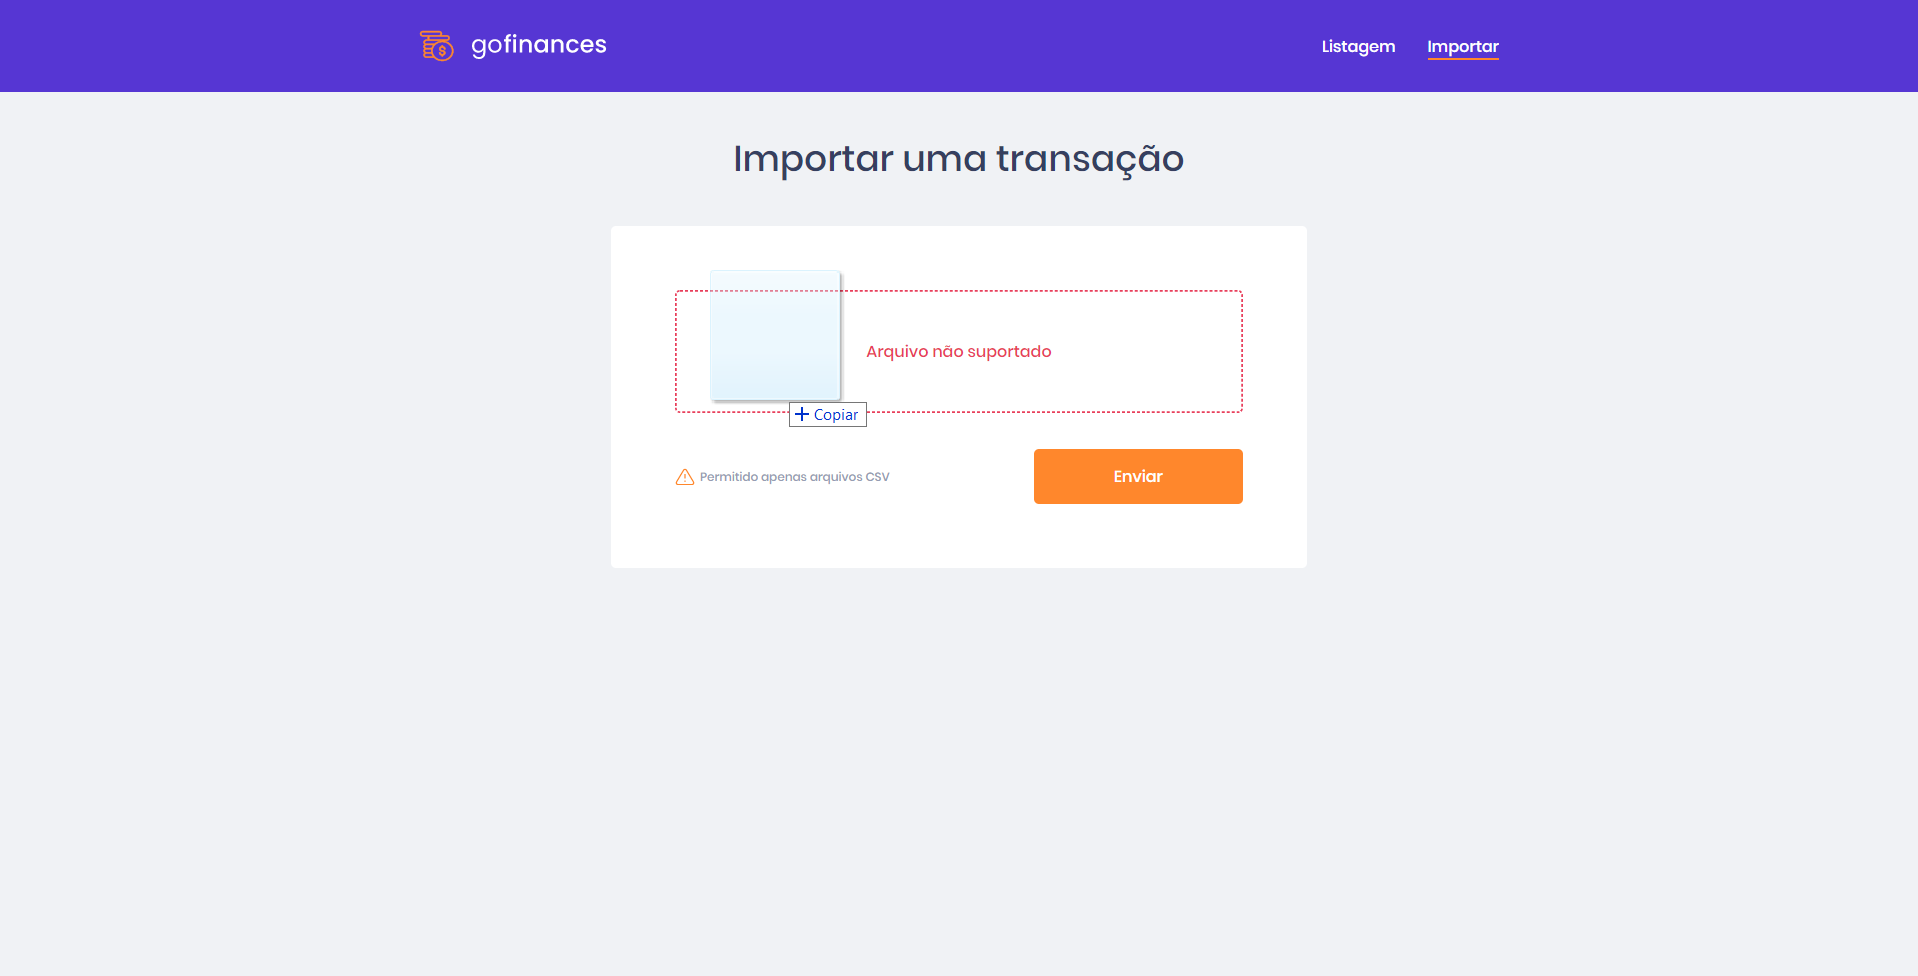 gofinances
Listagem
Importar
Importar uma transação
Arquivo não suportado
Copiar
Permitido apenas arquivos CSV
Enviar